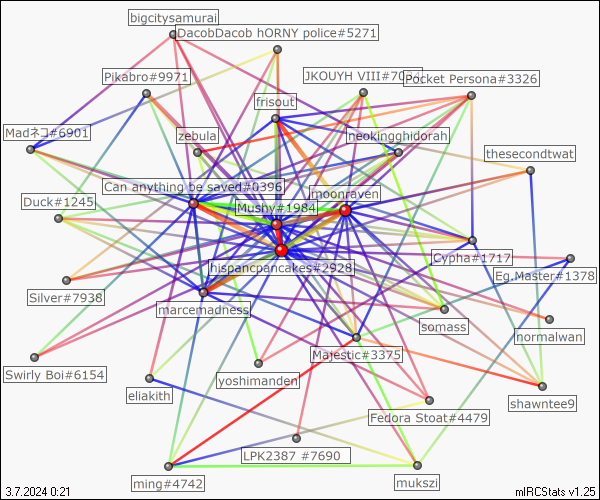 bigcitysamurai
DacobDacob hORNY police#5271
Pikabro#9971
JKOUYH VIII#70
Pocket Persona#3326
frisout
Madネコ#6901
zebula
neokingghidorah
thesecondtwat
Can anything be saved#0396
moonraven
Duck#1245
Mushy#1984
Cypha#1717
hispancpancakes#2928
Eg.Master#1378
Silver#7938
marcemadness
somass
normalwan
Majestic#3375
Swirly Boi#6154
yoshimanden
eliakith
shawntee9
Fedora Stoat#4479
LPK2387 #7690
ming#4742
mukszi
3.7.2024 0:21
mIRCStats v1.25